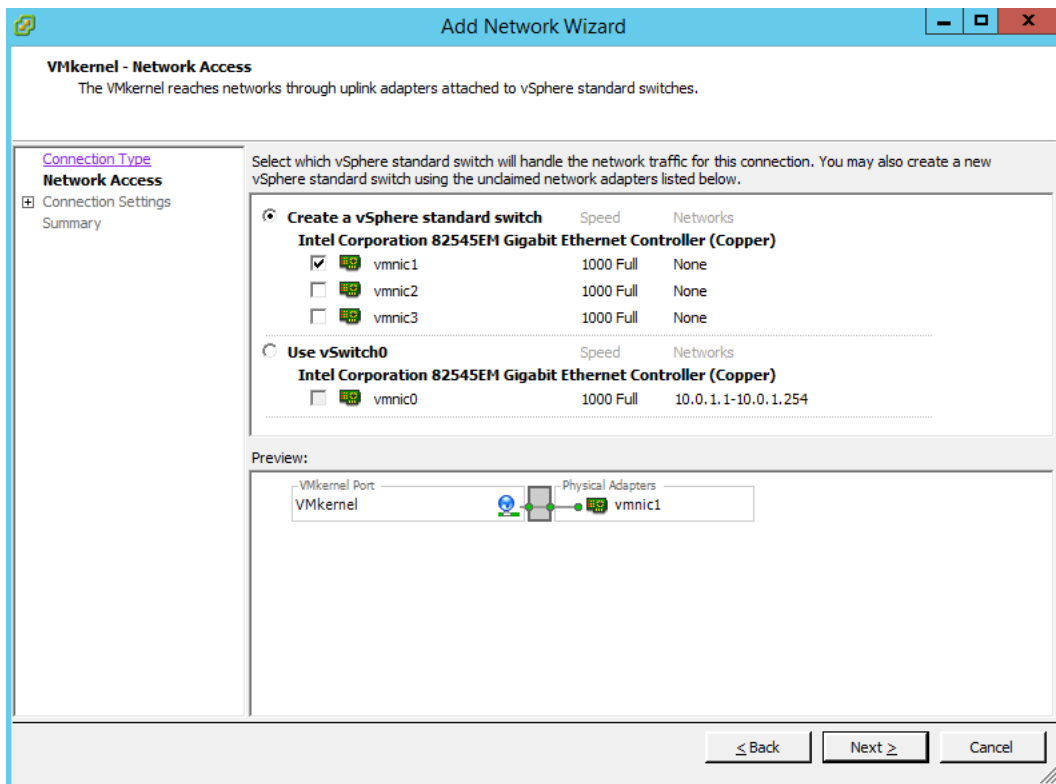 Add Network Wizard
VMkernel - Network Access
The VMkernel reaches networks through uplink adapters attached to vSphere standard switches.
Connection Type
Network Access
Connection Settings
Summary
Select which vSphere standard switch will handle the network traffic for this connection. You may also create a new
vSphere standard switch using the unclaimed network adapters listed below.
Create a vSphere standard switch Speed Networks
Intel Corporation 82545EM Gigabit Ethernet Controller (Copper)
vmnic1 1000 Full None
vmnic2 1000 Full None
vmnic3 1000 Full None
Use vSwitch0 Speed Networks
Intel Corporation 82545EM Gigabit Ethernet Controller (Copper)
vmnic0 1000 Full 10.0.1.1-10.0.1.254
Preview:
VMkernel Port Physical Adapters
VMkernel vmnic1
< Back Next > Cancel